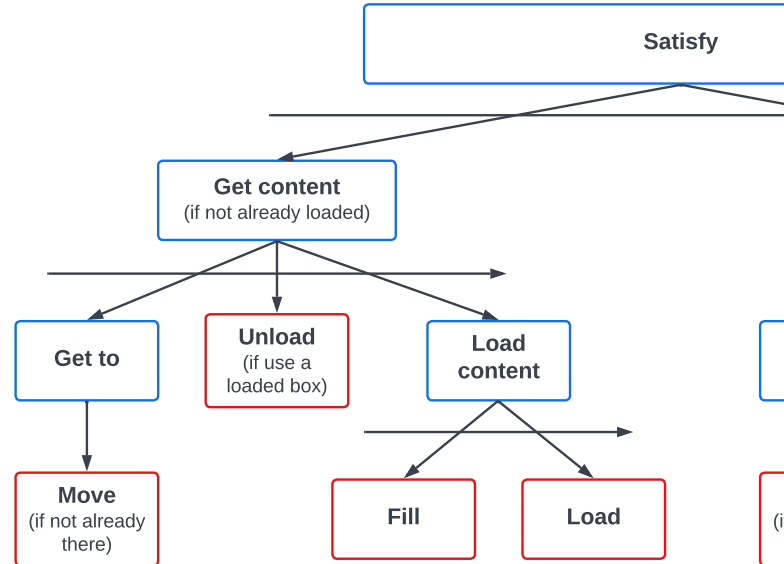 Satisfy
Get content
(if not already loaded)
Get to
Unload
(if use a
loaded box)
Load
content
Move
(if not already
there)
Fill
Load